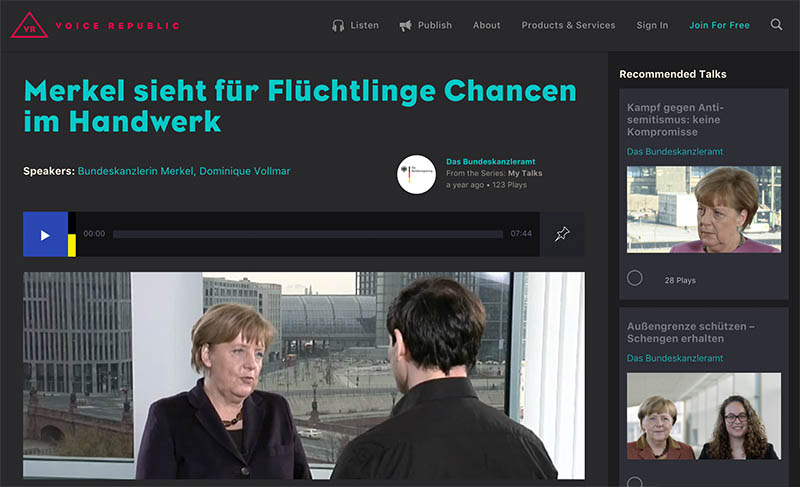 VR VOICE REPUBLIC
Listen
Publish
About
Products & Services
Sign In
Join For Free
Merkel sieht für Flüchtlinge Chancen
im Handwerk
Speakers: Bundeskanzlerin Merkel, Dominique Vollmar
Das Bundeskanzleramt
From the Series: My Talks
a year ago • 123 Plays
00:00
07:44
Recommended Talks
Kampf gegen Anti-
semitismus: keine
Kompromisse
Das Bundeskanzleramt
28 Plays
Außengrenze schützen –
Schengen erhalten
Das Bundeskanzleramt